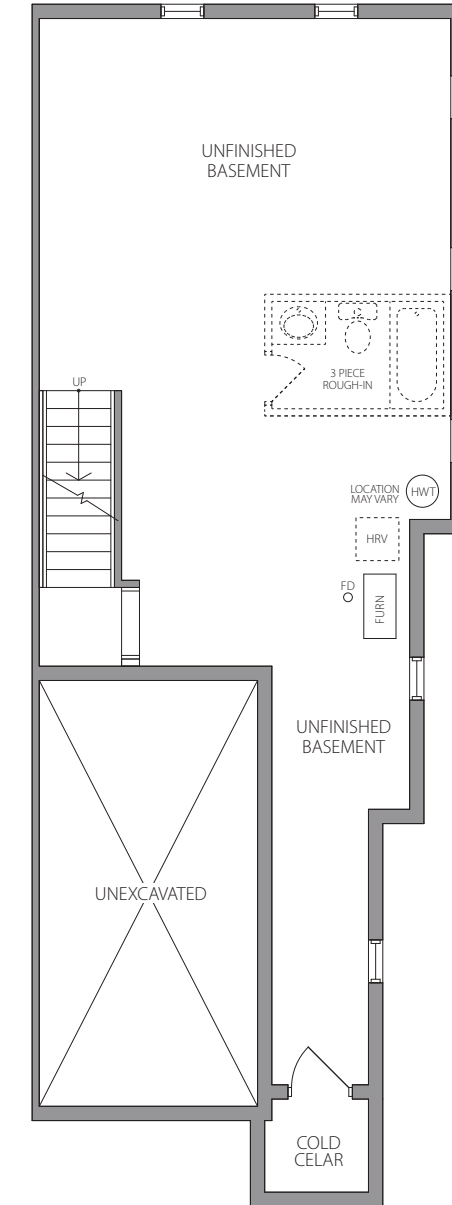 UNFINISHED
BASEMENT
3 PIECE
ROUGH-IN
UP
LOCATION
MAY VARY
HWT
HRV
FD
FURN
UNFINISHED
BASEMENT
UNEXCAVATED
COLD
CELAR